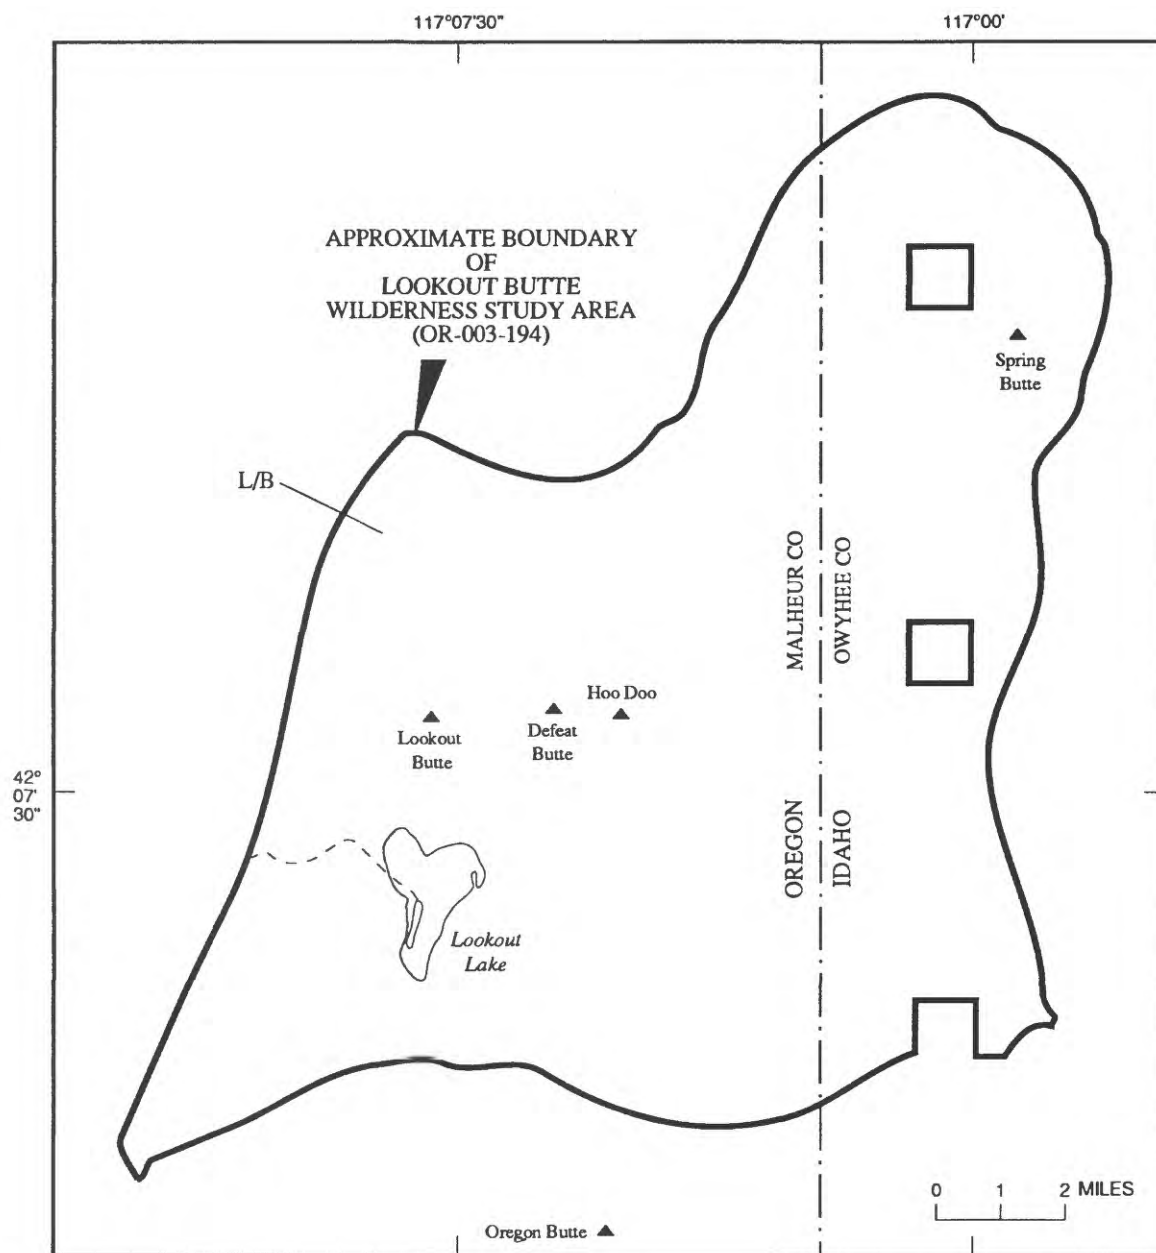 117°07'30"
117°00'
APPROXIMATE BOUNDARY
OF
LOOKOUT BUTTE
WILDERNESS STUDY AREA
(OR-003-194)
Spring
Butte
L/B
MALHEUR CO
OWYHEE CO
Hoo Doo
Lookout
Butte
Defeat
Butte
42°
07'
30"
OREGON
IDAHO
Lookout
Lake
0 1 2 MILES
Oregon Butte